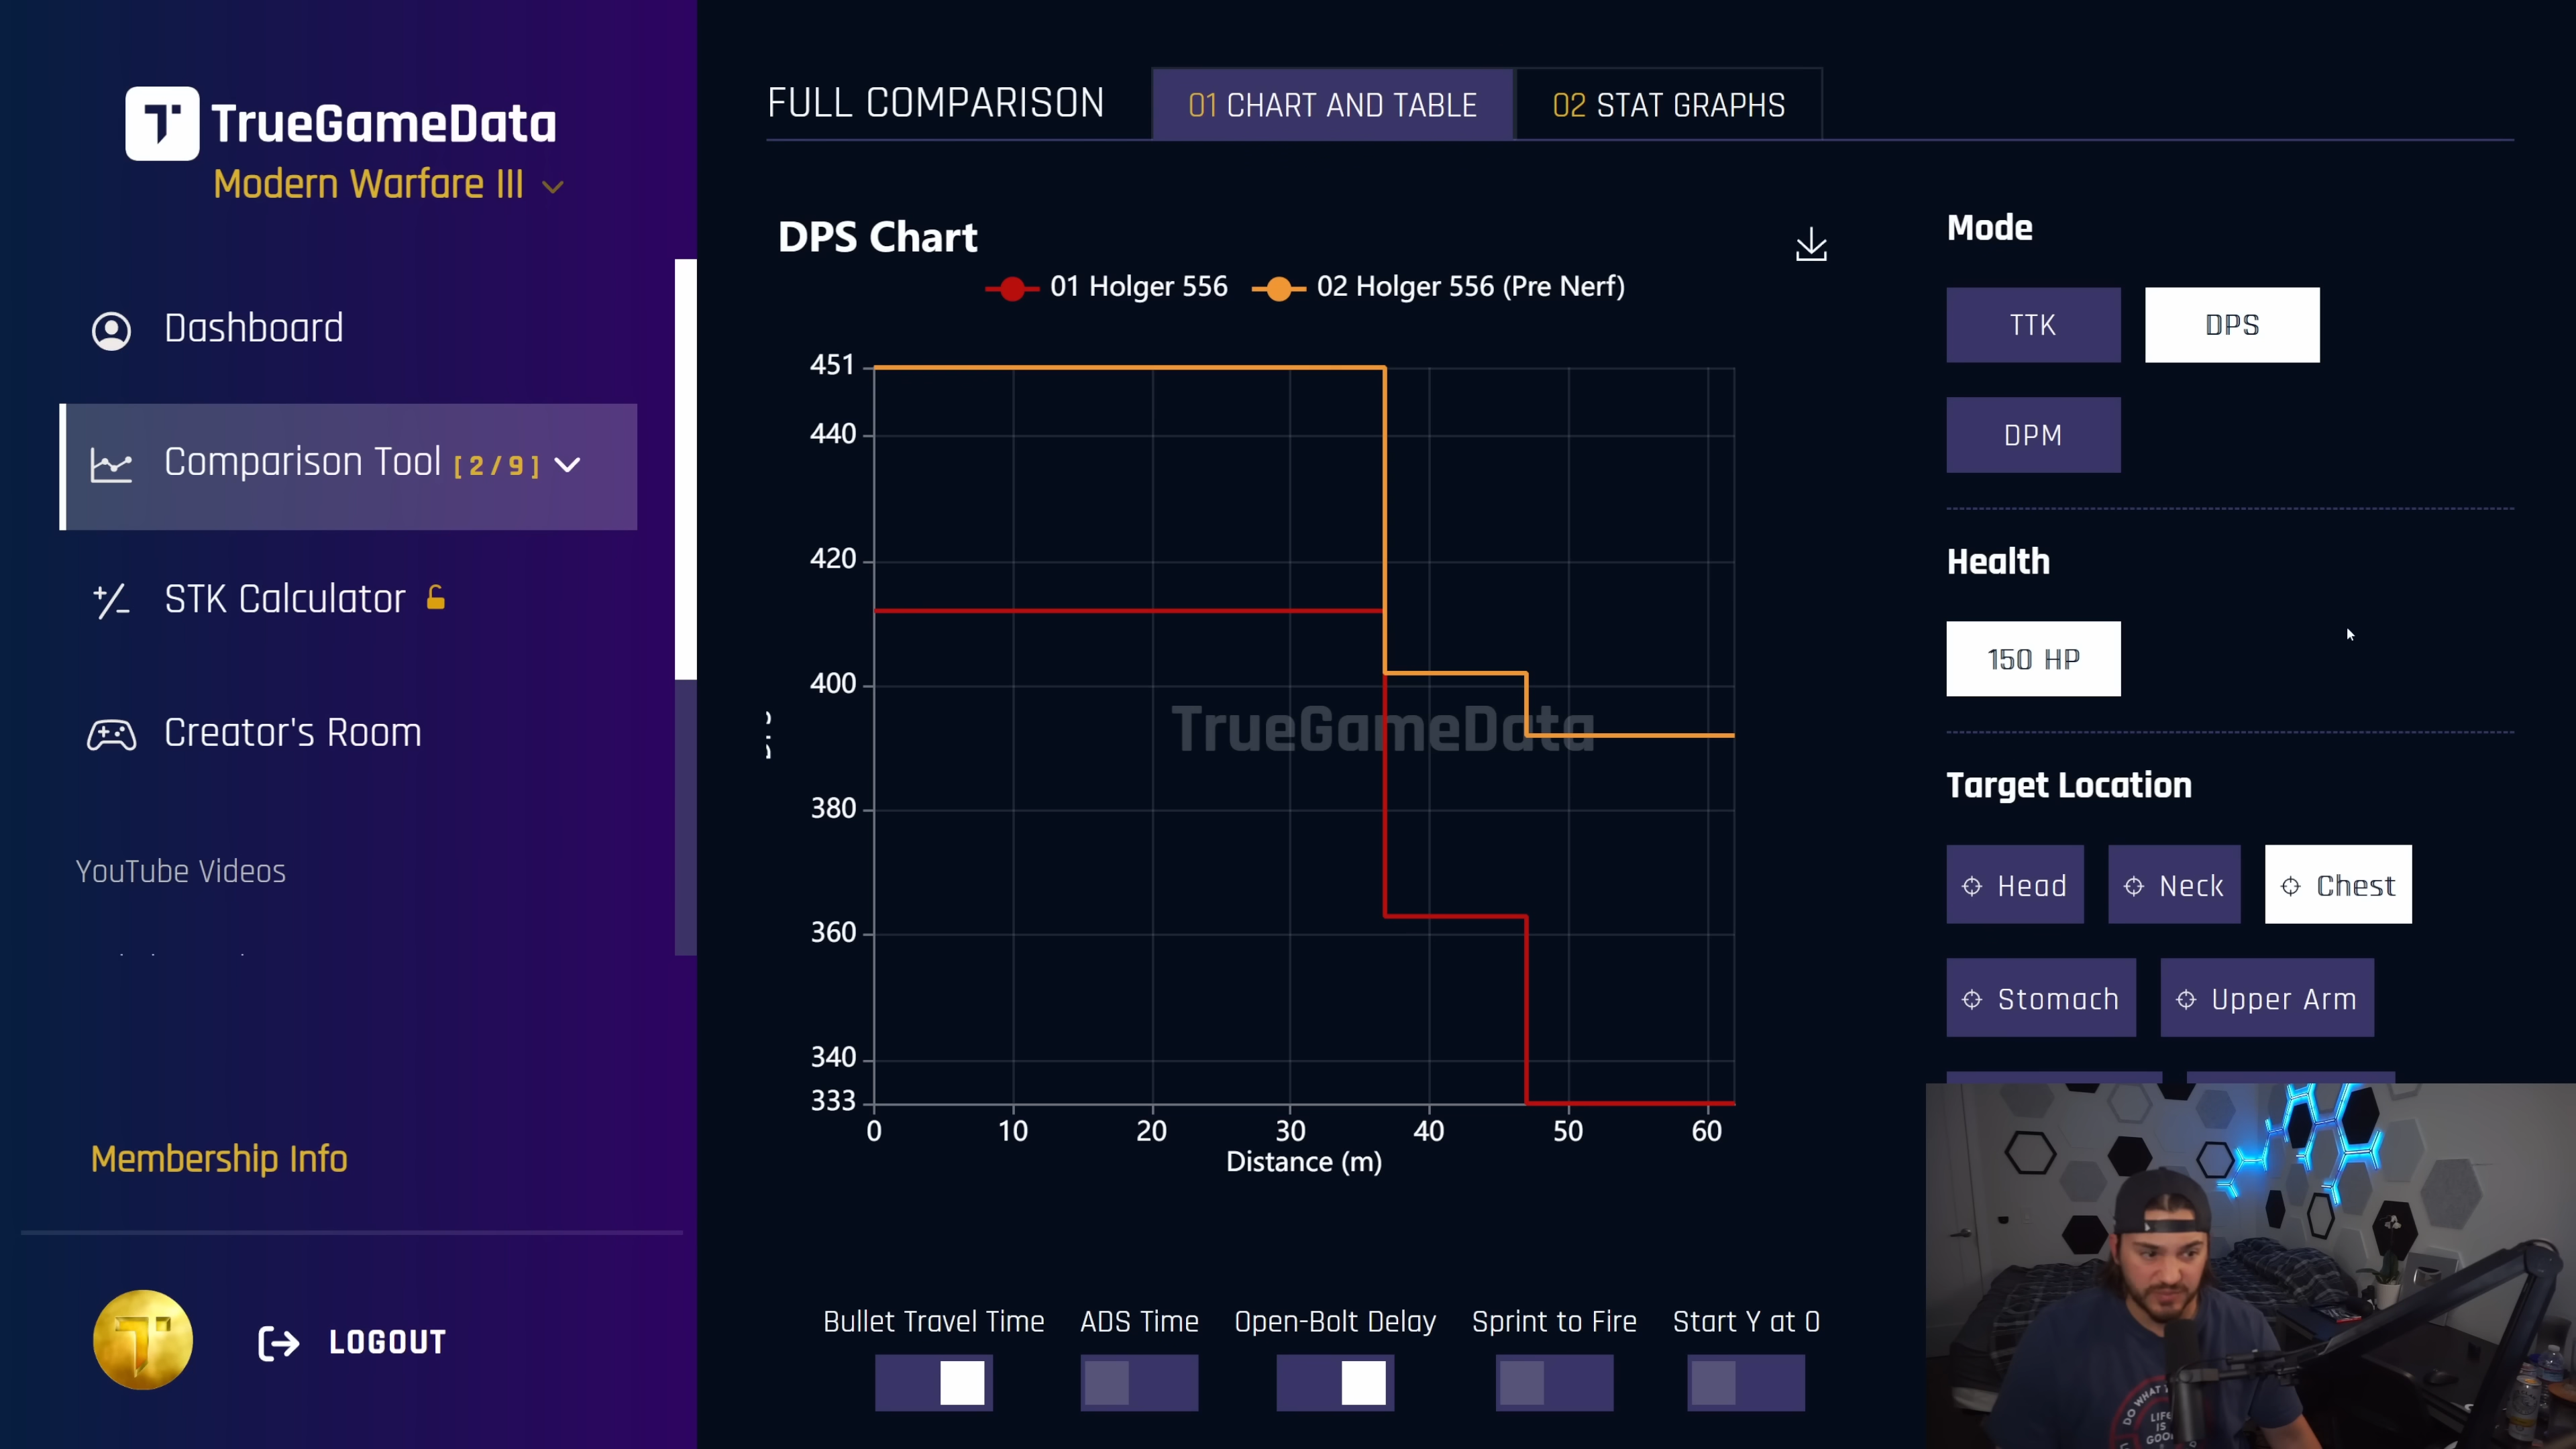 TrueGameData
Modern Warfare III
Dashboard
Comparison Tool [ 2 / 9 ]
STK Calculator
Creator's Room
YouTube Videos
Membership Info
LOGOUT
FULL COMPARISON
01 CHART AND TABLE
02 STAT GRAPHS
DPS Chart
01 Holger 556
02 Holger 556 (Pre Nerf)
451
440
420
400
380
360
340
333
TrueGameData
0 10 20 30 40 50 60
Distance (m)
Bullet Travel Time
ADS Time
Open-Bolt Delay
Sprint to Fire
Start Y at 0
Mode
TTK
DPS
DPM
Health
150 HP
Target Location
Head
Neck
Chest
Stomach
Upper Arm
DO WHAT
LIFE
IS